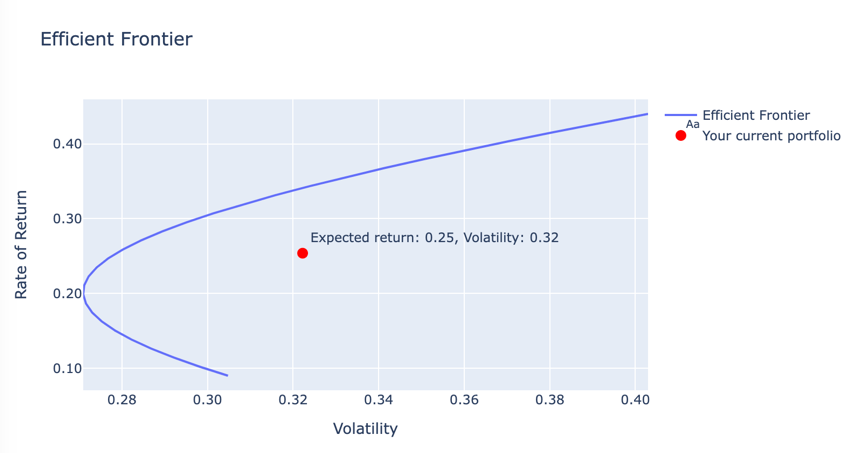 Efficient Frontier
Efficient Frontier
Aa
Your current portfolio
0.40
0.30
0.20
0.10
Rate of Return
Expected return: 0.25, Volatility: 0.32
0.28
0.30
0.32
0.34
0.36
0.38
0.40
Volatility